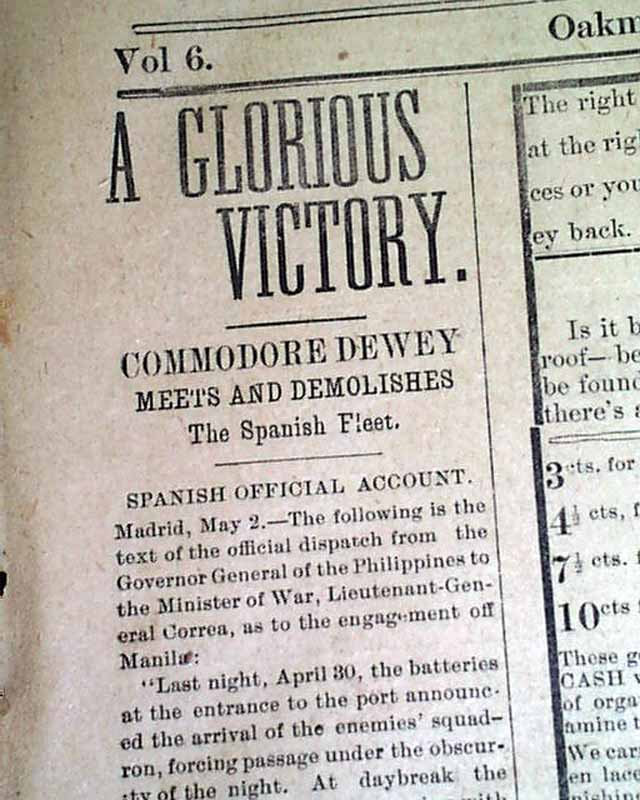 Vol 6.
Oakm
A GLORIOUS
VICTORY.
COMMODORE DEWEY
MEETS AND DEMOLISHES
The Spanish Fleet.
SPANISH OFFICIAL ACCOUNT.
Madrid, May 2.—The following is the
text of the official dispatch from the
Governor General of the Philippines to
the Minister of War, Lieutenant-Gen-
eral Correa, as to the engagement off
Manila:
"Last night, April 30, the batteries
at the entrance to the port announc-
ed the arrival of the enemies' squad-
ron, forcing passage under the obscur-
ity of the night. At daybreak the
The right
at the rig
ces or you
ey back.
Is it b
roof— be
be found
there's a
3 cts. for
4½ cts, f
7½ cts. f
10 cts
These g
CASH
of orga
amine
We car
en lace